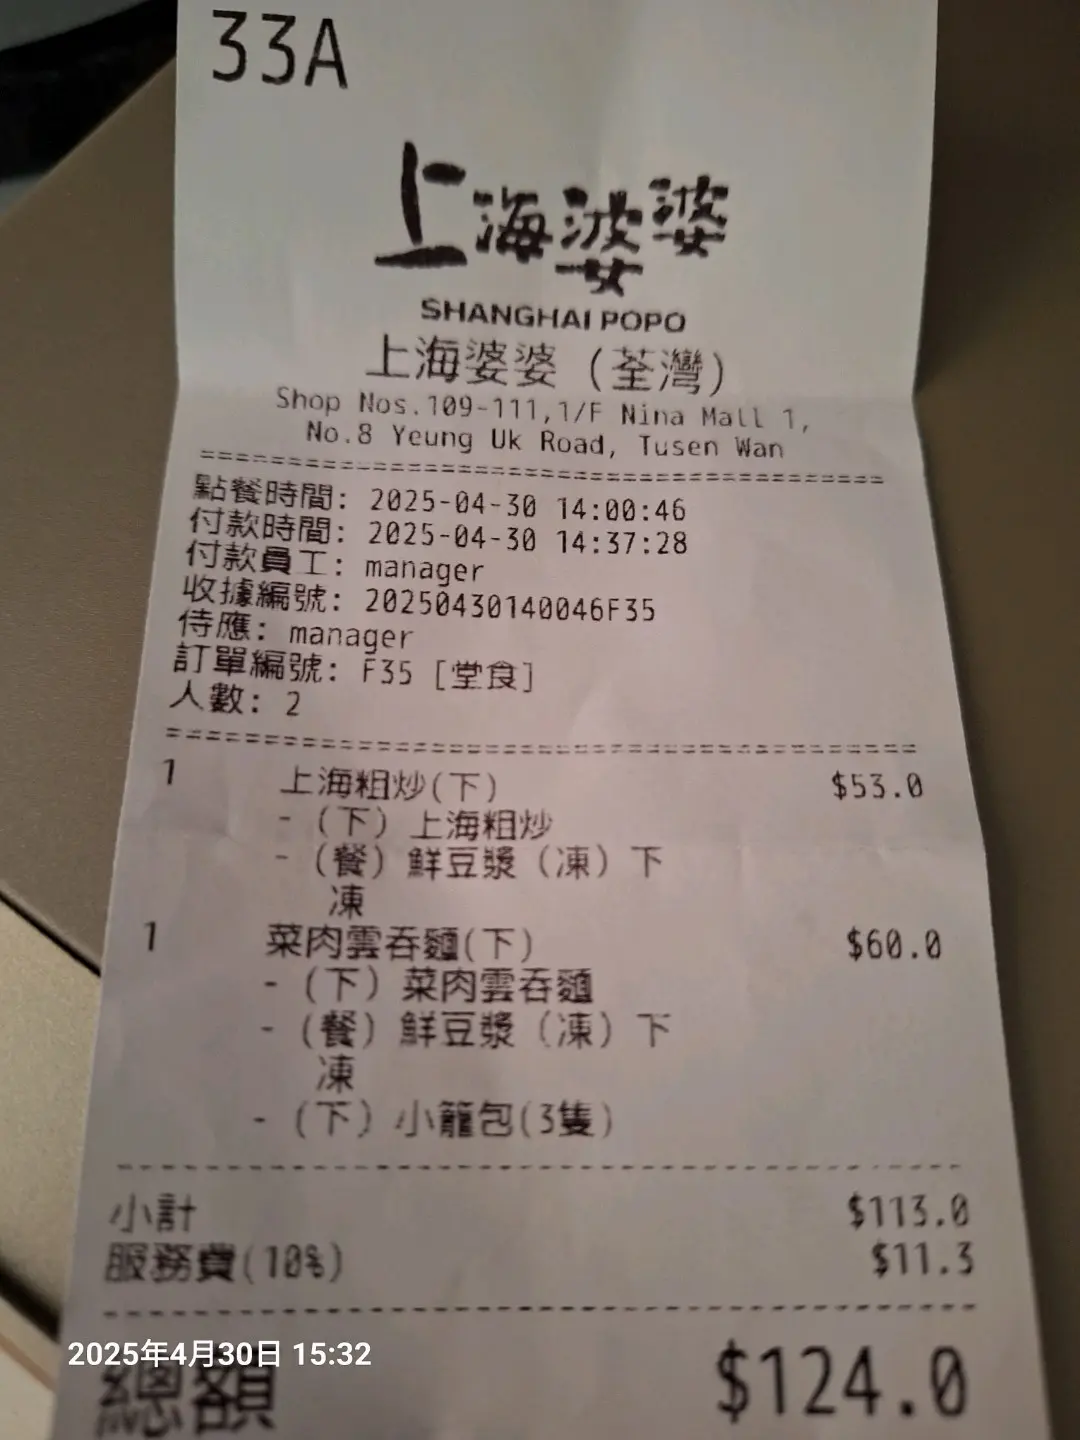 33A
上海婆婆
SHANGHAI POPO
上海婆婆 (荃灣)
Shop Nos.109-111,1/F Nina Mall 1,
No.8 Yeung Uk Road, Tusen Wan
點餐時間: 2025-04-30 14:00:46
付款時間: 2025-04-30 14:37:28
付款員工: manager
收據編號: 20250430140046F35
侍應: manager
訂單編號: F35 [堂食]
人數: 2
1 上海粗炒(下) $53.0
- (下) 上海粗炒
- (餐) 鮮豆漿 (凍) 下
凍
1 菜肉雲吞麵(下) $60.0
- (下) 菜肉雲吞麵
- (餐) 鮮豆漿 (凍) 下
凍
- (下) 小籠包(3隻)
小計 $113.0
服務費(10%) $11.3
2025年4月30日 15:32
總額 $124.0